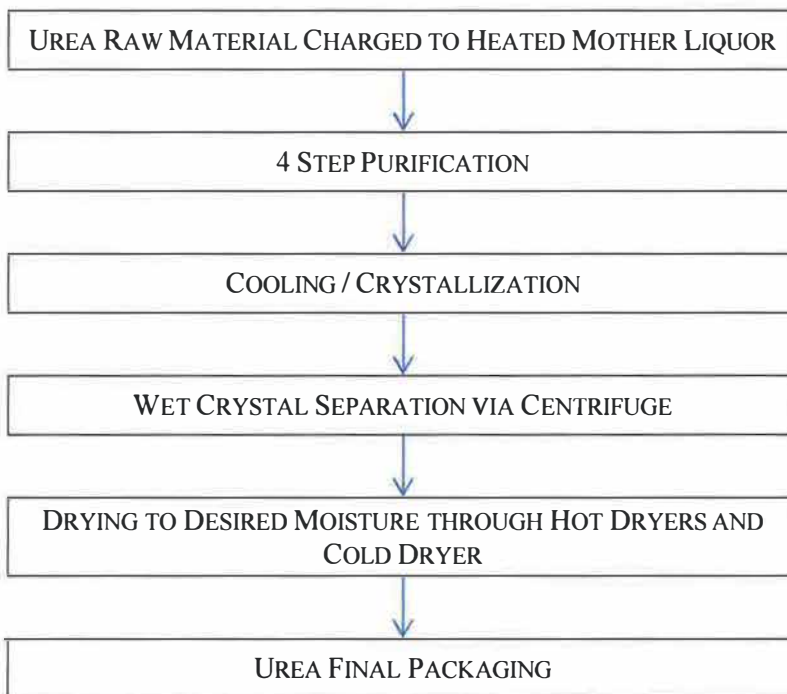 Urea Raw Material Charged to Heated Mother Liquor
4 Step Purification
Cooling / Crystallization
Wet Crystal Separation via Centrifuge
Drying to Desired Moisture through Hot Dryers and
Cold Dryer
Urea Final Packaging